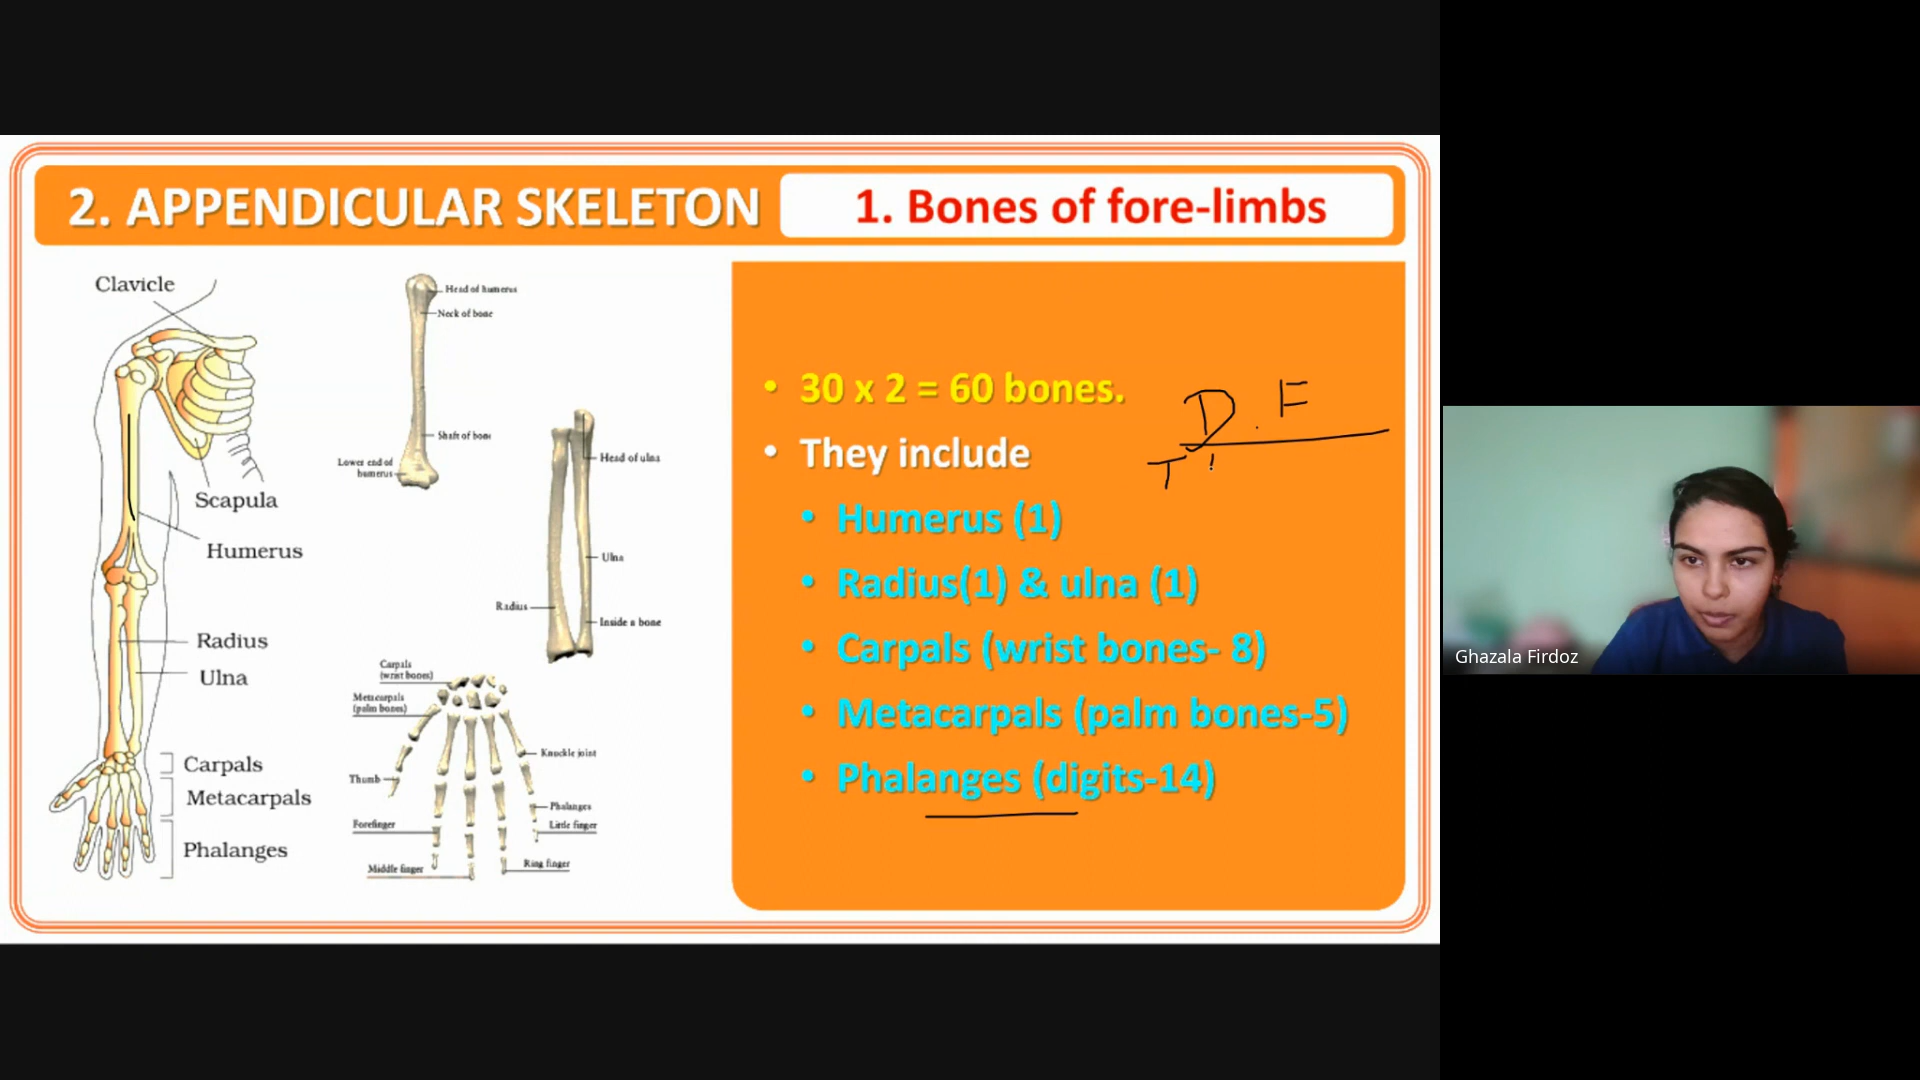 2. APPENDICULAR SKELETON
1. Bones of fore-limbs
Clavicle
Scapula
Humerus
Radius
Ulna
Carpals
Metacarpals
Phalanges
Head of humerus
Neck of bone
Shaft of bone
Lower end of
humerus
Head of ulna
Ulna
Radius
Inside a bone
Carpals
(wrist bones)
Metacarpals
(palm bones)
Knuckle joint
Thumb
Phalanges
Forefinger
Little finger
Middle finger
Ring finger
• 30 x 2 = 60 bones.
• They include
• Humerus (1)
• Radius(1) & ulna (1)
• Carpals (wrist bones- 8)
• Metacarpals (palm bones-5)
• Phalanges (digits-14)
D. F
T
Ghazala Firdoz